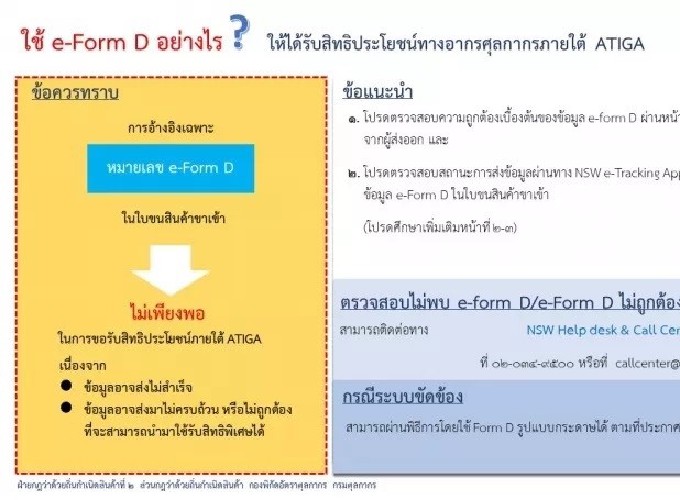 ใช้ e-Form D อย่างไร ? ให้ได้รับสิทธิประโยชน์ทางอากรศุลกากรภายใต้ ATIGA
ข้อควรทราบ
การอ้างอิงเฉพาะ
หมายเลข e-Form D
ในใบขนสินค้าขาเข้า
ไม่เพียงพอ
ในการขอรับสิทธิประโยชน์ภายใต้ ATIGA
เนื่องจาก
● ข้อมูลอาจส่งไม่สำเร็จ
● ข้อมูลอาจส่งมาไม่ครบถ้วน หรือไม่ถูกต้อง
ที่จะสามารถนำมาใช้รับสิทธิพิเศษได้
ข้อแนะนำ
๑. โปรดตรวจสอบความถูกต้องเบื้องต้นของข้อมูล e-form D ผ่านหน้า
จากผู้ส่งออก และ
๒. โปรดตรวจสอบสถานะการส่งข้อมูลผ่านทาง NSW e-Tracking App
ข้อมูล e-Form D ในใบขนสินค้าขาเข้า
(โปรดศึกษาเพิ่มเติมหน้าที่ ๒-๓)
ตรวจสอบไม่พบ e-form D/e-Form D ไม่ถูกต้อง
สามารถติดต่อทาง NSW Help desk & Call Cen
ที่ ๐๒-๐๓๔-๙๕๐๐ หรือที่ callcenter@
กรณีระบบขัดข้อง
สามารถผ่านพิธีการโดยใช้ Form D รูปแบบกระดาษได้ ตามที่ประกาศ
ฝ่ายกฎว่าด้วยถิ่นกำเนิดสินค้าที่ ๒ ส่วนกฎว่าด้วยถิ่นกำเนิดสินค้า กองพิกัดอัตราศุลกากร กรมศุลกากร